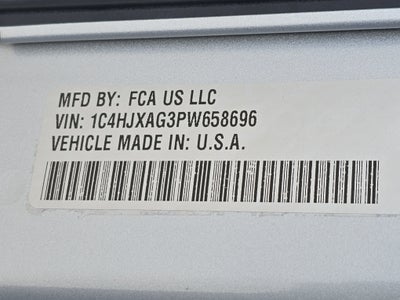 MFD BY: FCA US LLC
VIN: 1C4HJXAG3PW658696
VEHICLE MADE IN: U.S.A.